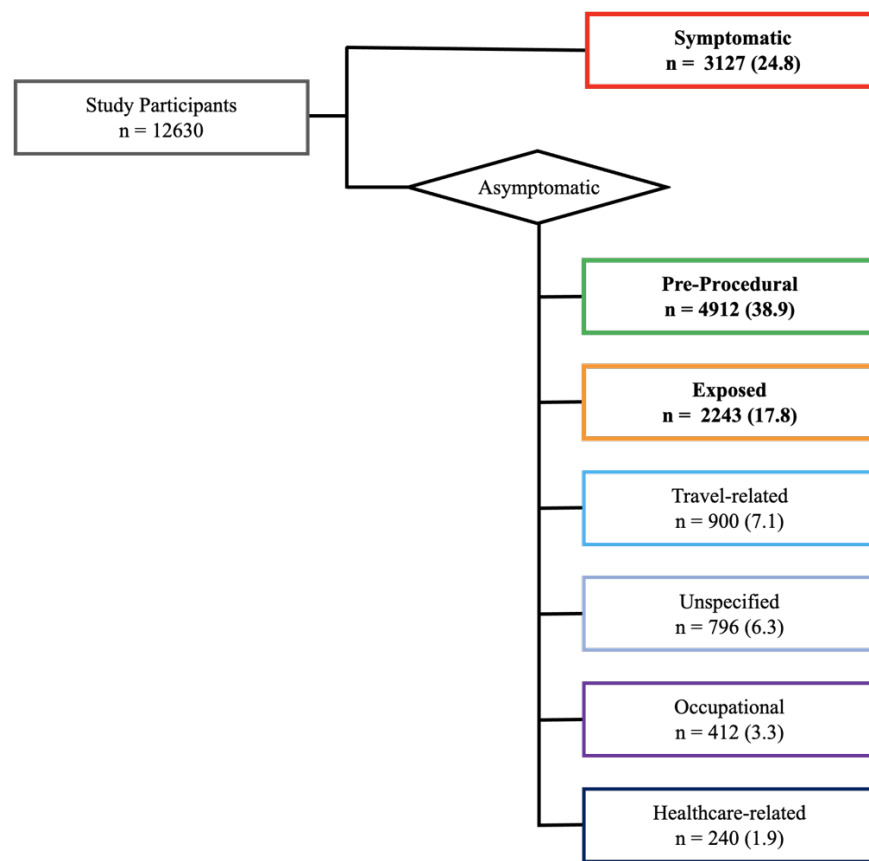 Symptomatic
n = 3127 (24.8)
Study Participants
n = 12630
Asymptomatic
Pre-Procedural
n = 4912 (38.9)
Exposed
n = 2243 (17.8)
Travel-related
n = 900 (7.1)
Unspecified
n = 796 (6.3)
Occupational
n = 412 (3.3)
Healthcare-related
n = 240 (1.9)